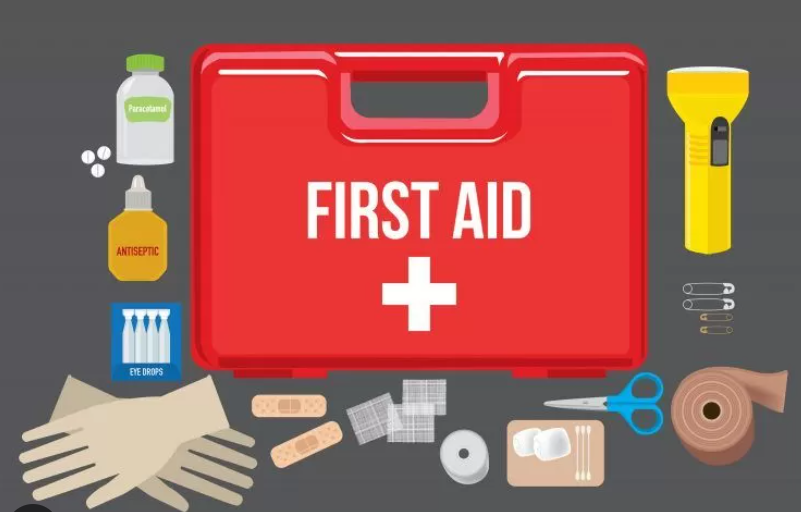 Paracetamol
FIRST AID
ANTISEPTIC
EYE DROPS